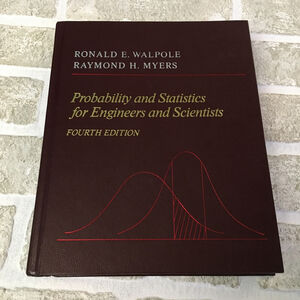 RONALD E. WALPOLE
RAYMOND H. MYERS
Probability and Statistics
for Engineers and Scientists
FOURTH EDITION